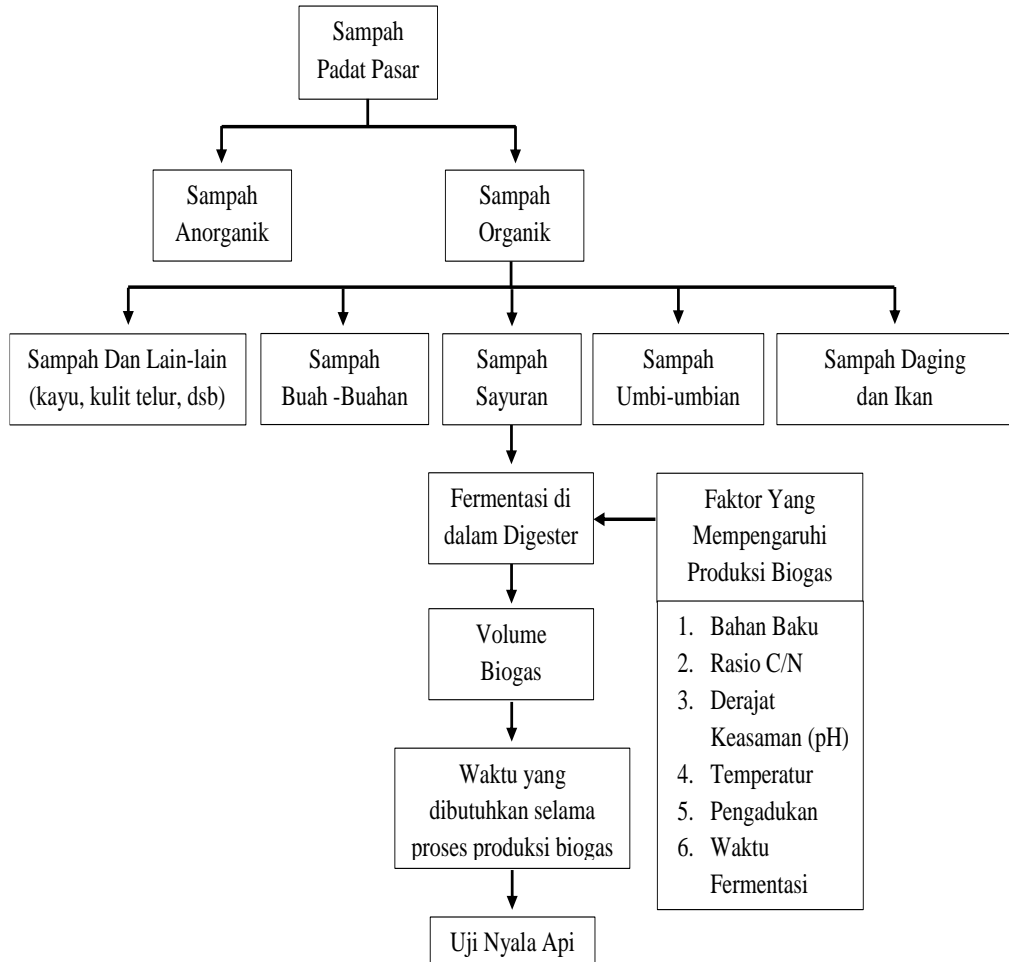 Sampah
Padat Pasar
Sampah
Anorganik
Sampah
Organik
Sampah Dan Lain-lain
(kayu, kulit telur, dsb)
Sampah
Buah -Buahan
Sampah
Sayuran
Sampah
Umbi-umbian
Sampah Daging
dan Ikan
Fermentasi di
dalam Digester
Faktor Yang
Mempengaruhi
Produksi Biogas
1. Bahan Baku
2. Rasio C/N
3. Derajat
Keasaman (pH)
4. Temperatur
5. Pengadukan
6. Waktu
Fermentasi
Volume
Biogas
Waktu yang
dibutuhkan selama
proses produksi biogas
Uji Nyala Api